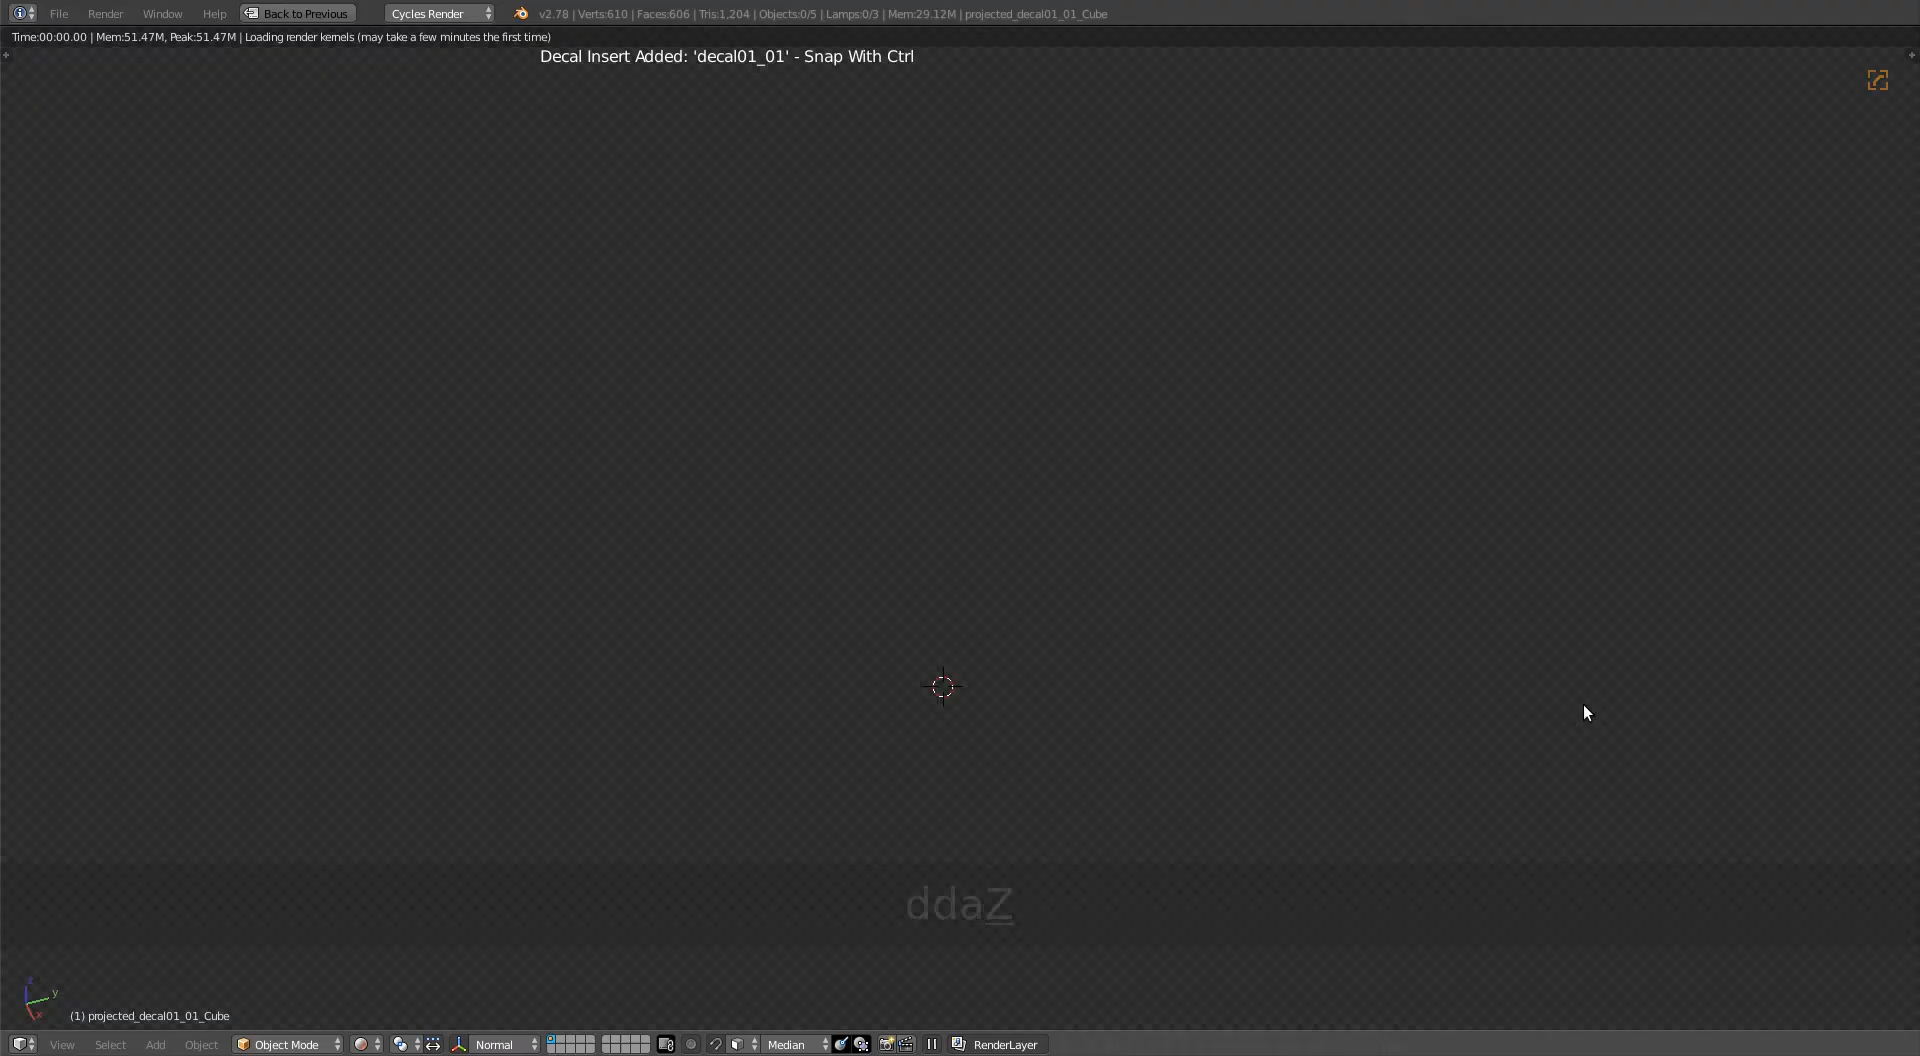 File Render Window Help Back to Previous Cycles Render v2.78 | Verts:610 | Faces:606 | Tris:1,204 | Objects:0/5 | Lamps:0/3 | Mem:29.12M | projected_decal01_01_Cube
Time:00:00.00 | Mem:51.47M, Peak:51.47M | Loading render kernels (may take a few minutes the first time)
Decal Insert Added: 'decal01_01' - Snap With Ctrl
ddaZ
z
y
x
(1) projected_decal01_01_Cube
View Select Add Object Object Mode Normal Median RenderLayer